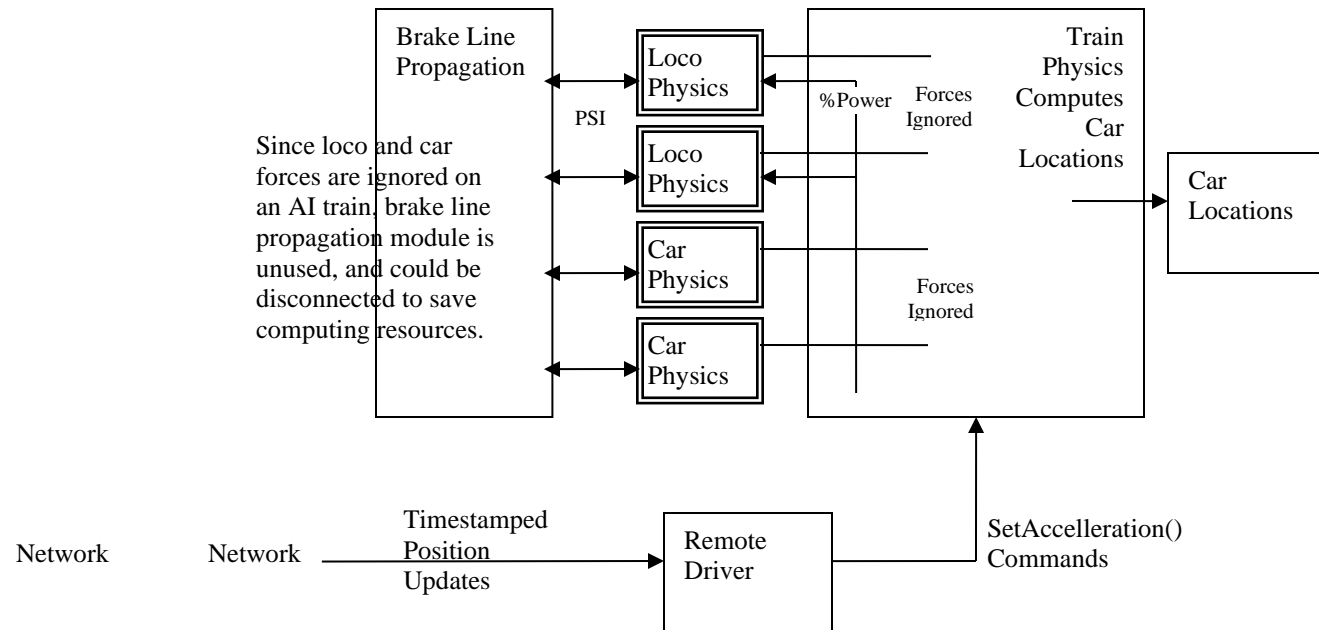 Brake Line
Propagation
Since loco and car
forces are ignored on
an AI train, brake line
propagation module is
unused, and could be
disconnected to save
computing resources.
PSI
Loco
Physics
Loco
Physics
Car
Physics
Car
Physics
%Power
Forces
Ignored
Forces
Ignored
Train
Physics
Computes
Car
Locations
Car
Locations
Network
Network
Timestamped
Position
Updates
Remote
Driver
SetAccelleration()
Commands